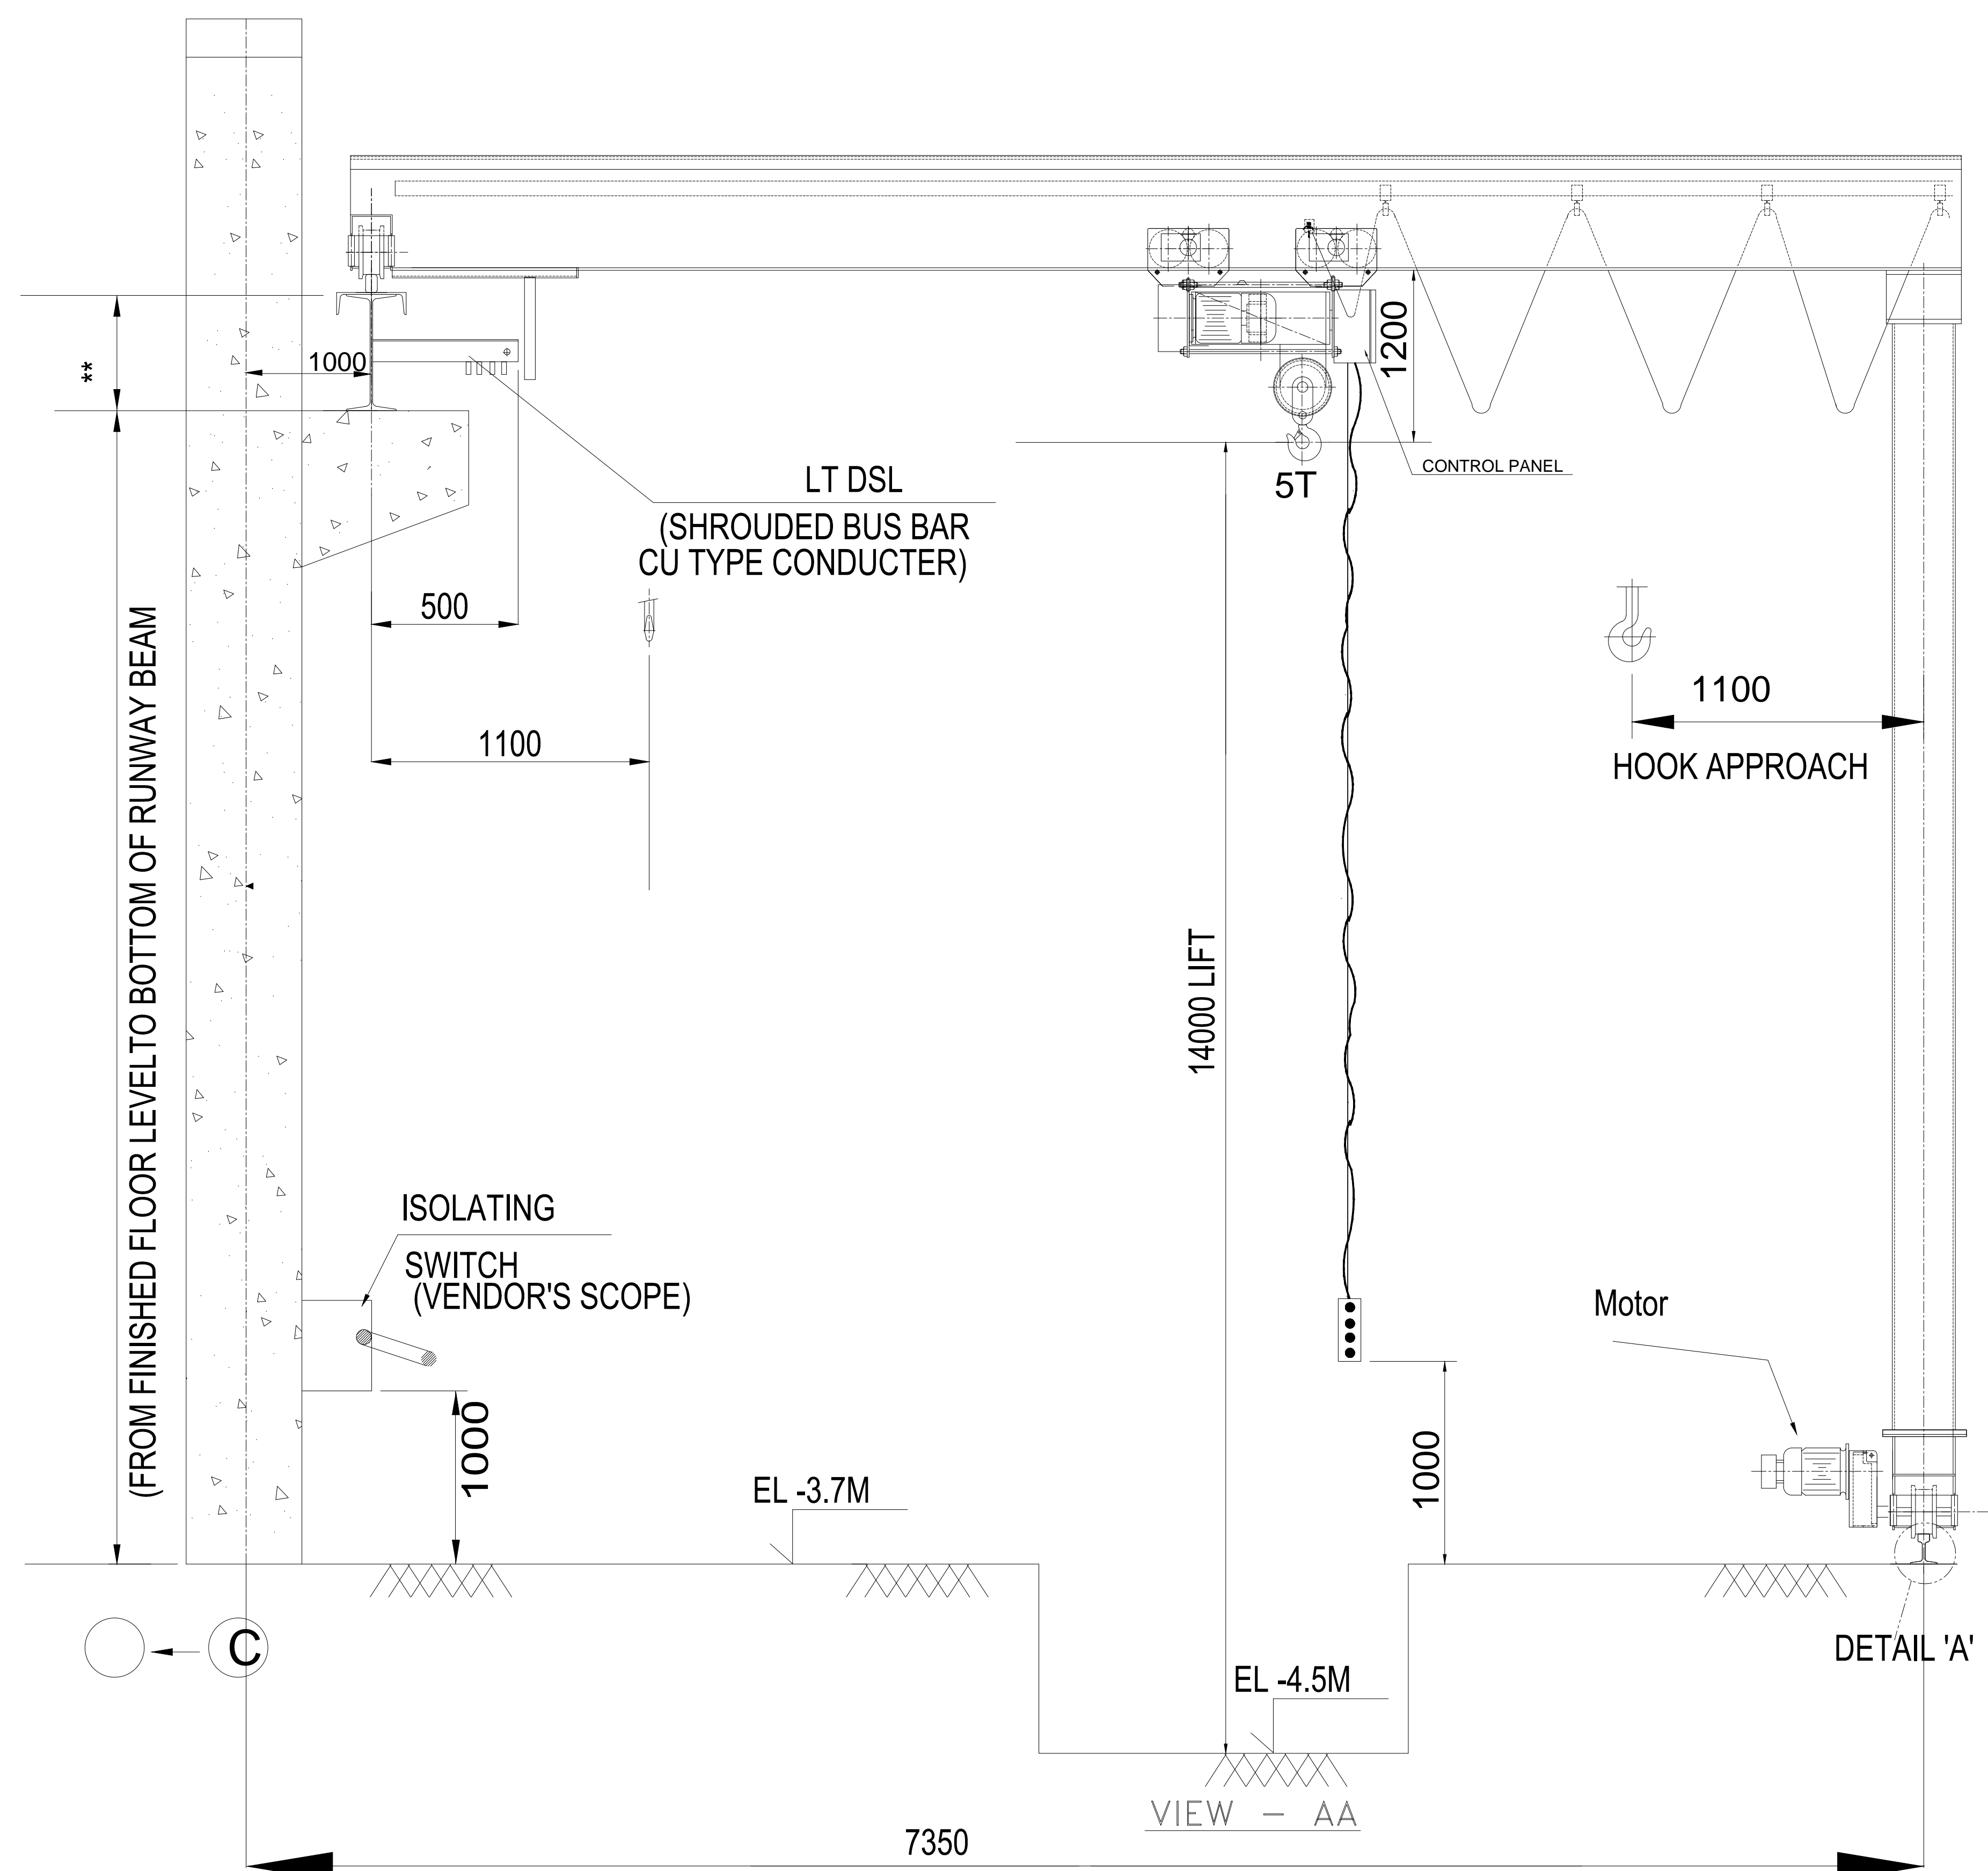 **
1000
1200
CONTROL PANEL
5T
LT DSL
(SHROUDED BUS BAR
CU TYPE CONDUCTER)
500
1100
1100
HOOK APPROACH
(FROM FINISHED FLOOR LEVELTO BOTTOM OF RUNWAY BEAM
14000 LIFT
ISOLATING
SWITCH
(VENDOR'S SCOPE)
Motor
1000
1000
EL -3.7M
C
DETAIL 'A'
EL -4.5M
VIEW - AA
7350